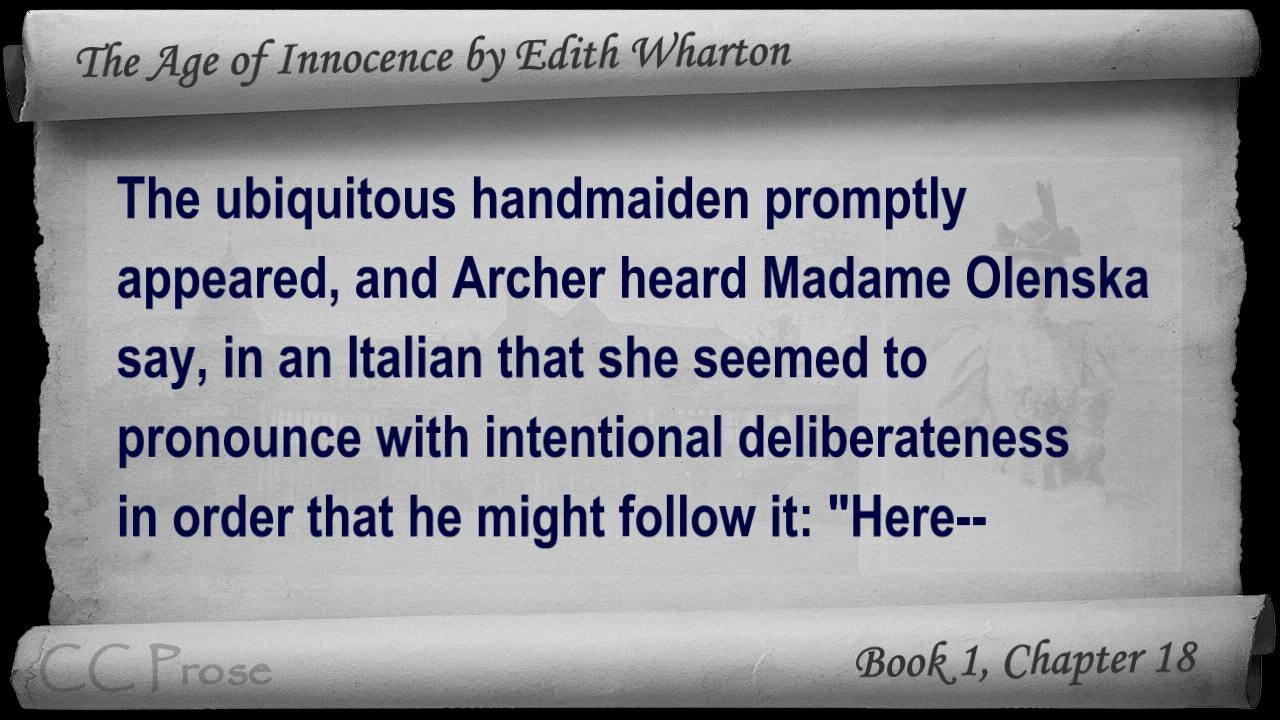 The Age of Innocence by Edith Wharton
The ubiquitous handmaiden promptly
appeared, and Archer heard Madame Olenska
say, in an Italian that she seemed to
pronounce with intentional deliberateness
in order that he might follow it: "Here--
CC Prose
Book 1, Chapter 18